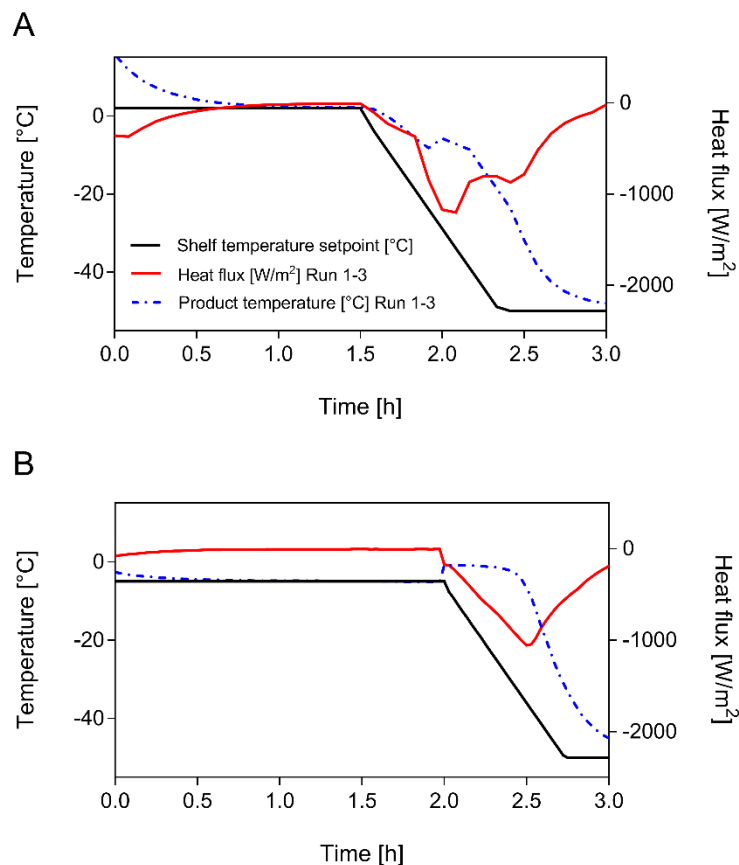 A
Temperature [°C]
0
-20
-40
Shelf temperature setpoint [°C]
Heat flux [W/m²] Run 1-3
Product temperature [°C] Run 1-3
0
-1000
-2000
Heat flux [W/m²]
0.0 0.5 1.0 1.5 2.0 2.5 3.0
Time [h]
B
Temperature [°C]
0
-20
-40
0
-1000
-2000
Heat flux [W/m²]
0.0 0.5 1.0 1.5 2.0 2.5 3.0
Time [h]